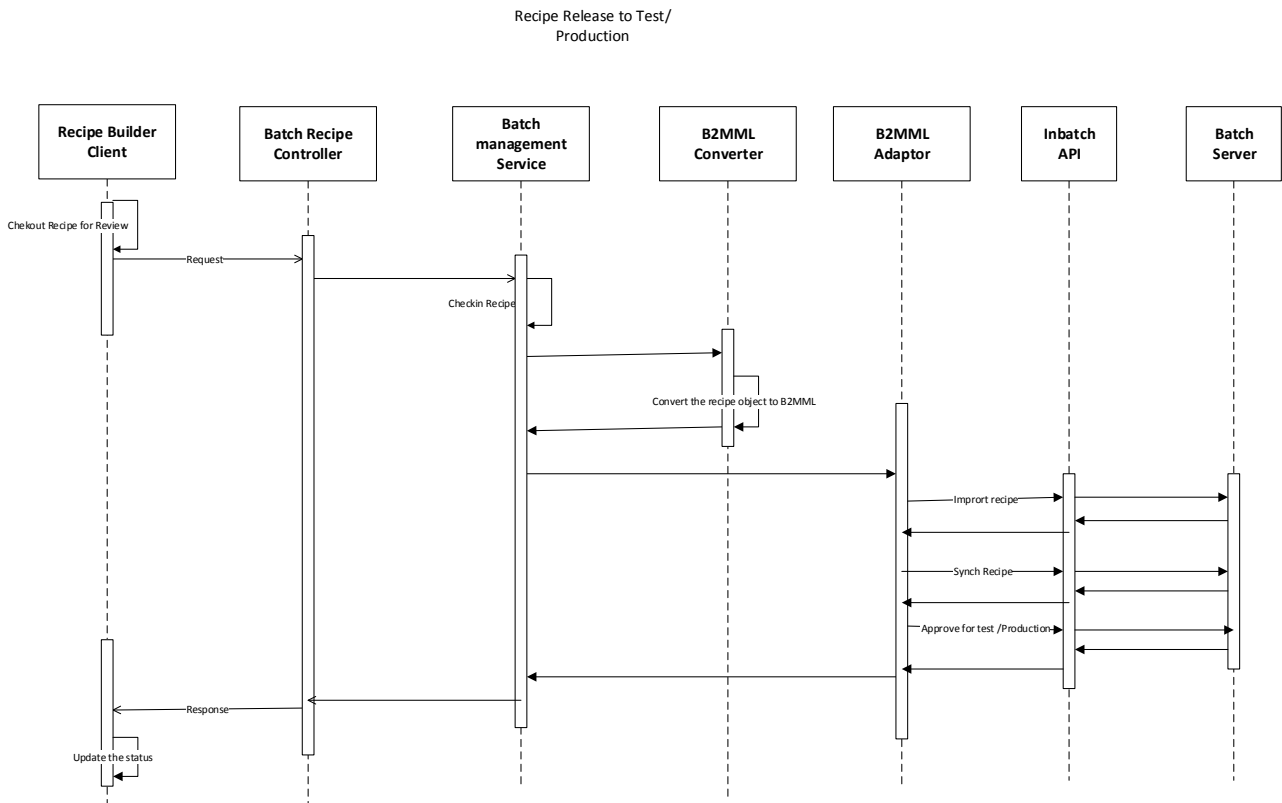 Recipe Release to Test/
Production
Recipe Builder
Client
Batch Recipe
Controller
Batch
management
Service
B2MML
Converter
B2MML
Adaptor
Inbatch
API
Batch
Server
Chekout Recipe for Review
Request
Checkin Recipe
Convert the recipe object to B2MML
Imprort recipe
Synch Recipe
Approve for test /Production
Response
Update the status